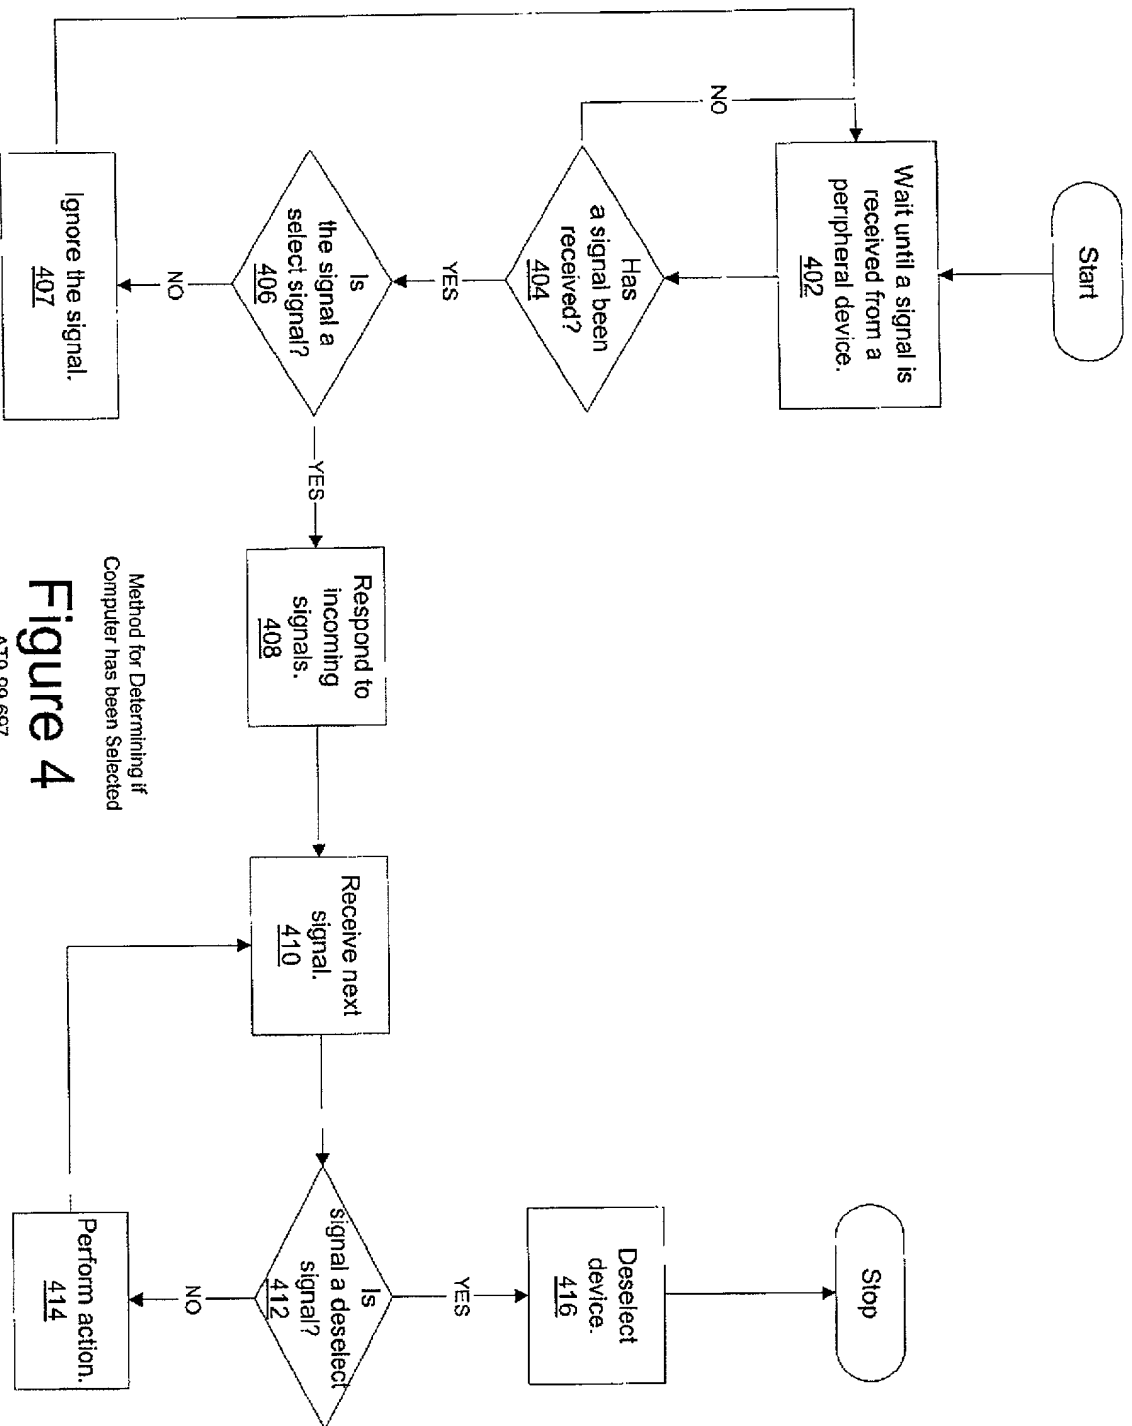 Start
Wait until a signal is
received from a
peripheral device.
402
NO
Has
a signal been
received?
404
YES
Is
the signal a
select signal?
406
NO
Ignore the signal.
407
YES
Respond to
incoming
signals.
408
Receive next
signal.
410
Is
signal a deselect
signal?
412
NO
Perform action.
414
YES
Deselect
device.
416
Stop
Method for Determining if
Computer has been Selected
Figure 4